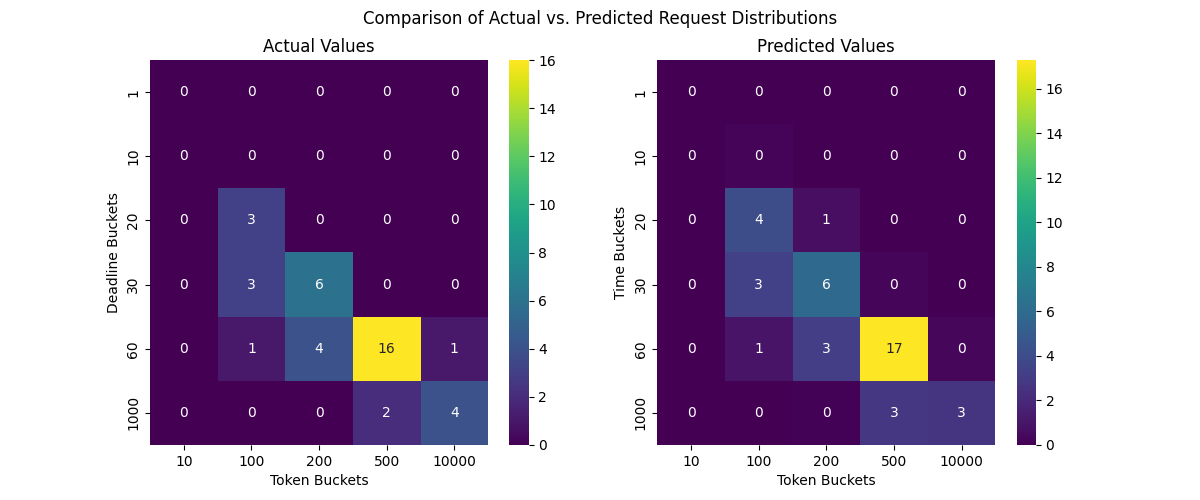 Comparison of Actual vs. Predicted Request Distributions
Actual Values
Deadline Buckets
1 0 0 0 0 0
10 0 0 0 0 0
20 0 3 0 0 0
30 0 3 6 0 0
60 0 1 4 16 1
1000 0 0 0 2 4
10 100 200 500 10000
Token Buckets
16
14
12
10
8
6
4
2
0
Predicted Values
Time Buckets
1 0 0 0 0 0
10 0 0 0 0 0
20 0 4 1 0 0
30 0 3 6 0 0
60 0 1 3 17 0
1000 0 0 0 3 3
10 100 200 500 10000
Token Buckets
16
14
12
10
8
6
4
2
0